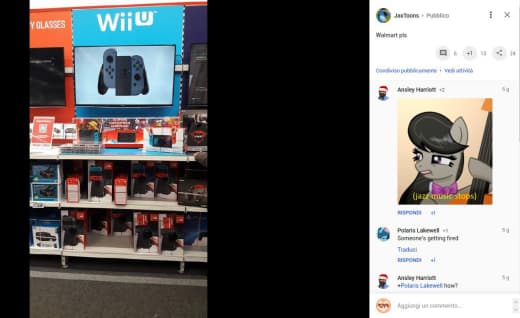 Y GLASSES
Wii U
JaxToons ▸ Pubblico
Walmart pls
6
+1
13
24
Condiviso pubblicamente • Vedi attività
Ansley Harriott +2
5 g
(jazz music stops)
RISPONDI +1
Polaris Lakewell +1
5 g
Someone's getting fired
Traduci
RISPONDI +1
Ansley Harriott
5 g
+Polaris Lakewell how?
Aggiungi un commento...